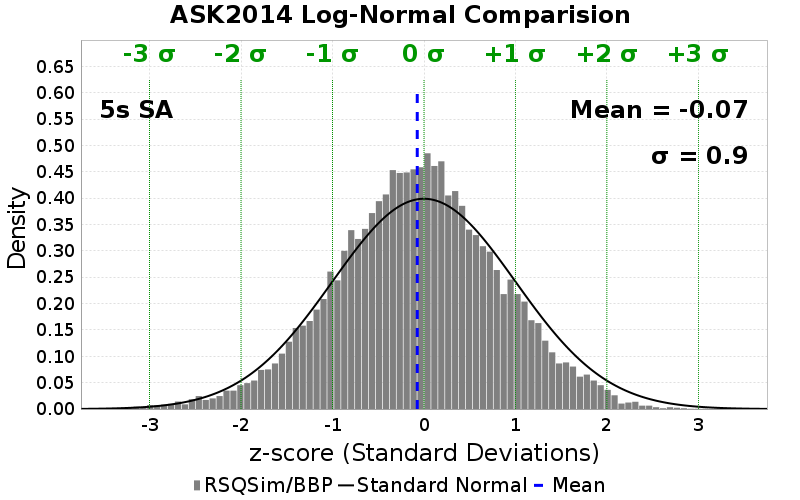 ASK2014 Log-Normal Comparision
-3 σ -2 σ -1 σ 0 σ +1 σ +2 σ +3 σ
5s SA
Mean = -0.07
σ = 0.9
Density
0.65
0.60
0.55
0.50
0.45
0.40
0.35
0.30
0.25
0.20
0.15
0.10
0.05
0.00
-3 -2 -1 0 1 2 3
z-score (Standard Deviations)
RSQSim/BBP Standard Normal Mean